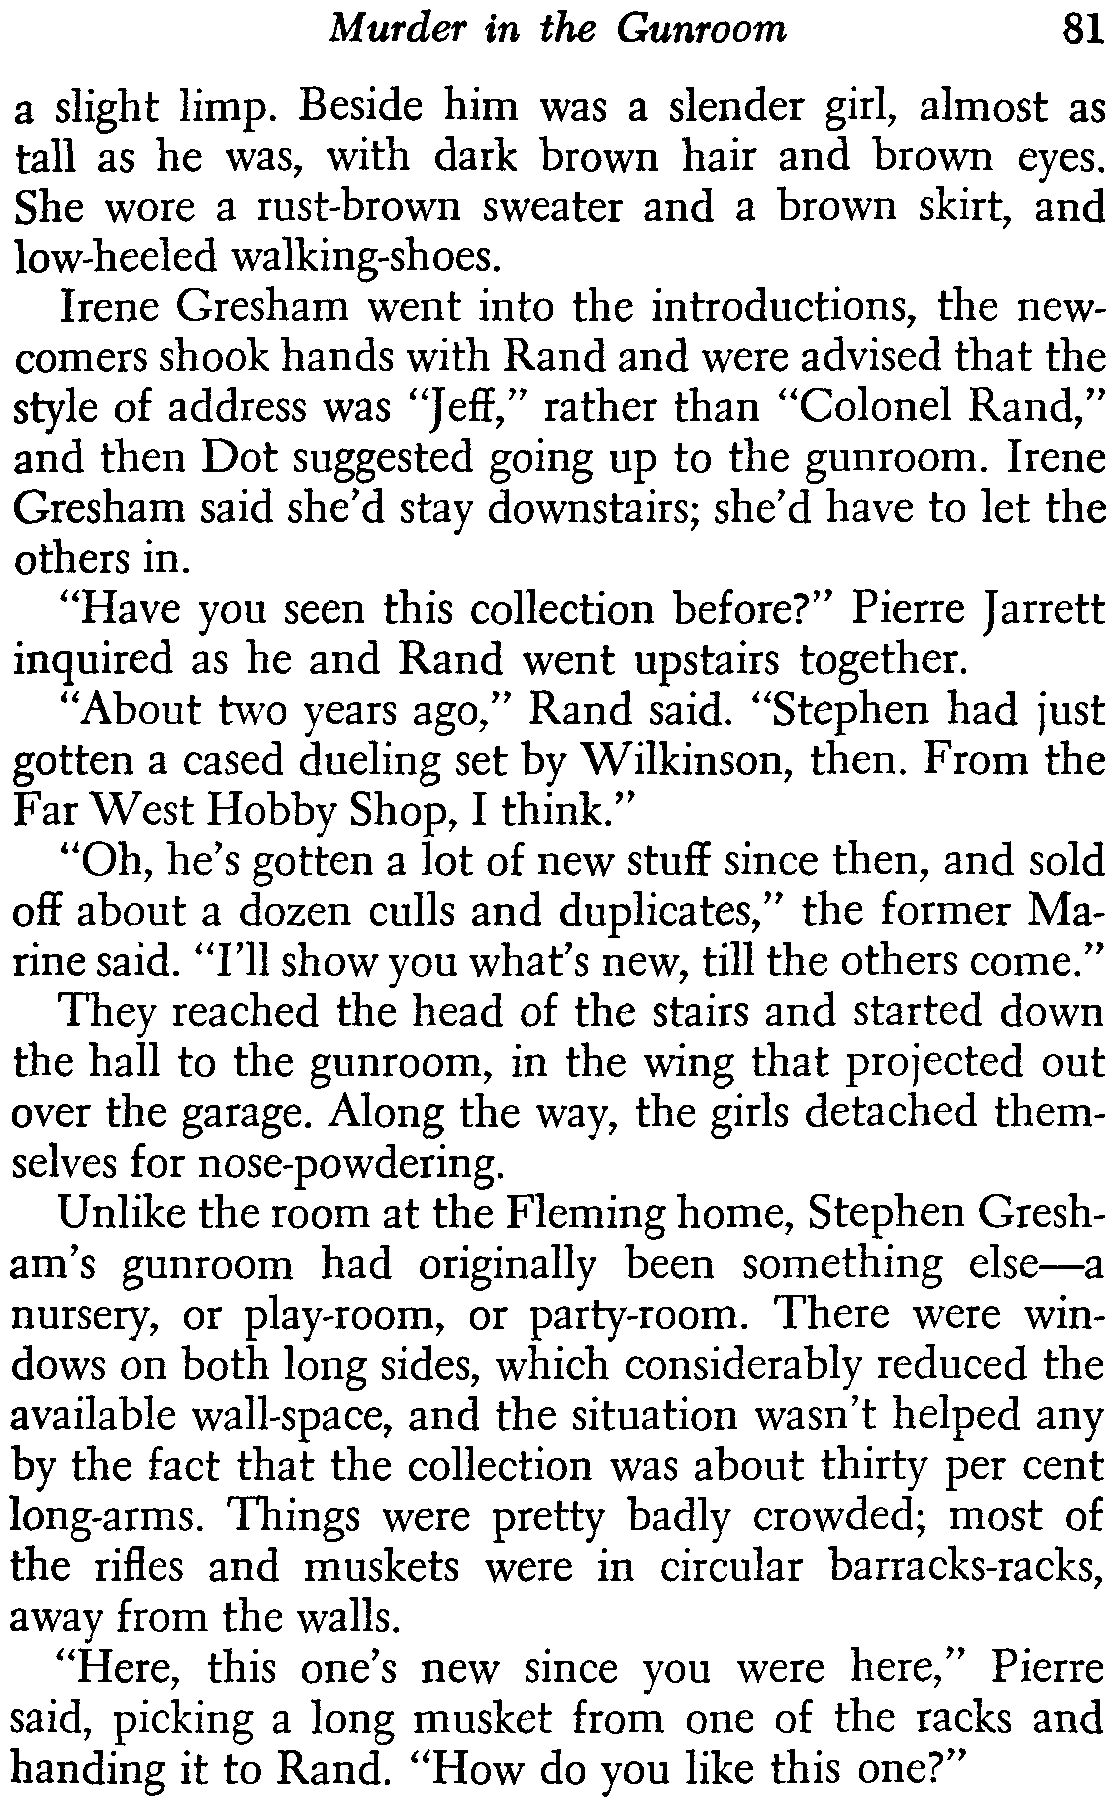 Murder in the Gunroom 81
a slight limp. Beside him was a slender girl, almost as
tall as he was, with dark brown hair and brown eyes.
She wore a rust-brown sweater and a brown skirt, and
low-heeled walking-shoes.
Irene Gresham went into the introductions, the new-
comers shook hands with Rand and were advised that the
style of address was “Jeff,” rather than “Colonel Rand,”
and then Dot suggested going up to the gunroom. Irene
Gresham said she’d stay downstairs; she’d have to let the
others in.
“Have you seen this collection before?” Pierre Jarrett
inquired as he and Rand went upstairs together.
“About two years ago,” Rand said. “Stephen had just
gotten a cased dueling set by Wilkinson, then. From the
Far West Hobby Shop, I think.”
“Oh, he’s gotten a lot of new stuff since then, and sold
off about a dozen culls and duplicates,” the former Ma-
rine said. “I’ll show you what’s new, till the others come.”
They reached the head of the stairs and started down
the hall to the gunroom, in the wing that projected out
over the garage. Along the way, the girls detached them-
selves for nose-powdering.
Unlike the room at the Fleming home, Stephen Gresh-
am’s gunroom had originally been something else—a
nursery, or play-room, or party-room. There were win-
dows on both long sides, which considerably reduced the
available wall-space, and the situation wasn’t helped any
by the fact that the collection was about thirty per cent
long-arms. Things were pretty badly crowded; most of
the rifles and muskets were in circular barracks-racks,
away from the walls.
“Here, this one’s new since you were here,” Pierre
said, picking a long musket from one of the racks and
handing it to Rand. “How do you like this one?”